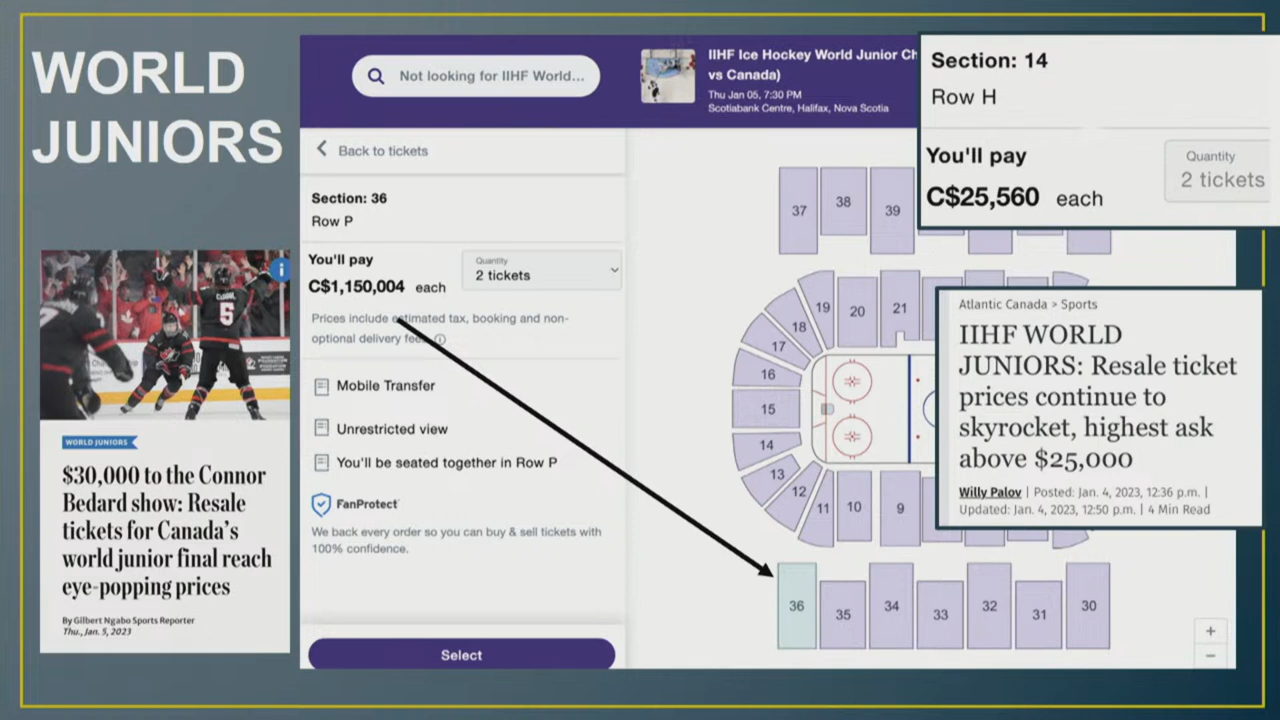 WORLD
JUNIORS
i
WORLD JUNIORS
$30,000 to the Connor
Bedard show: Resale
tickets for Canada's
world junior final reach
eye-popping prices
By Gilbert Ngabo Sports Reporter
Thu., Jan. 5, 2023
Not looking for IIHF World...
IIHF Ice Hockey World Junior Ch
vs Canada)
Thu Jan 05, 7:30 PM
Scotiabank Centre, Halifax, Nova Scotia
Back to tickets
Section: 36
Row P
You'll pay
C$1,150,004 each
Quantity
2 tickets
Prices include estimated tax, booking and non-
optional delivery fees
Mobile Transfer
Unrestricted view
You'll be seated together in Row P
FanProtect
We back every order so you can buy & sell tickets with
100% confidence.
Select
37 38 39
19 20 21
18
17
16
15
14
13
12
11 10 9
36 35 34 33 32 31 30
+
−
Section: 14
Row H
You'll pay
C$25,560 each
Quantity
2 tickets
Atlantic Canada > Sports
IIHF WORLD
JUNIORS: Resale ticket
prices continue to
skyrocket, highest ask
above $25,000
Willy Palov | Posted: Jan. 4, 2023, 12:36 p.m. |
Updated: Jan. 4, 2023, 12:50 p.m. | 4 Min Read